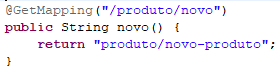 @GetMapping("/produto/novo")
public String novo() {
return "produto/novo-produto";
}